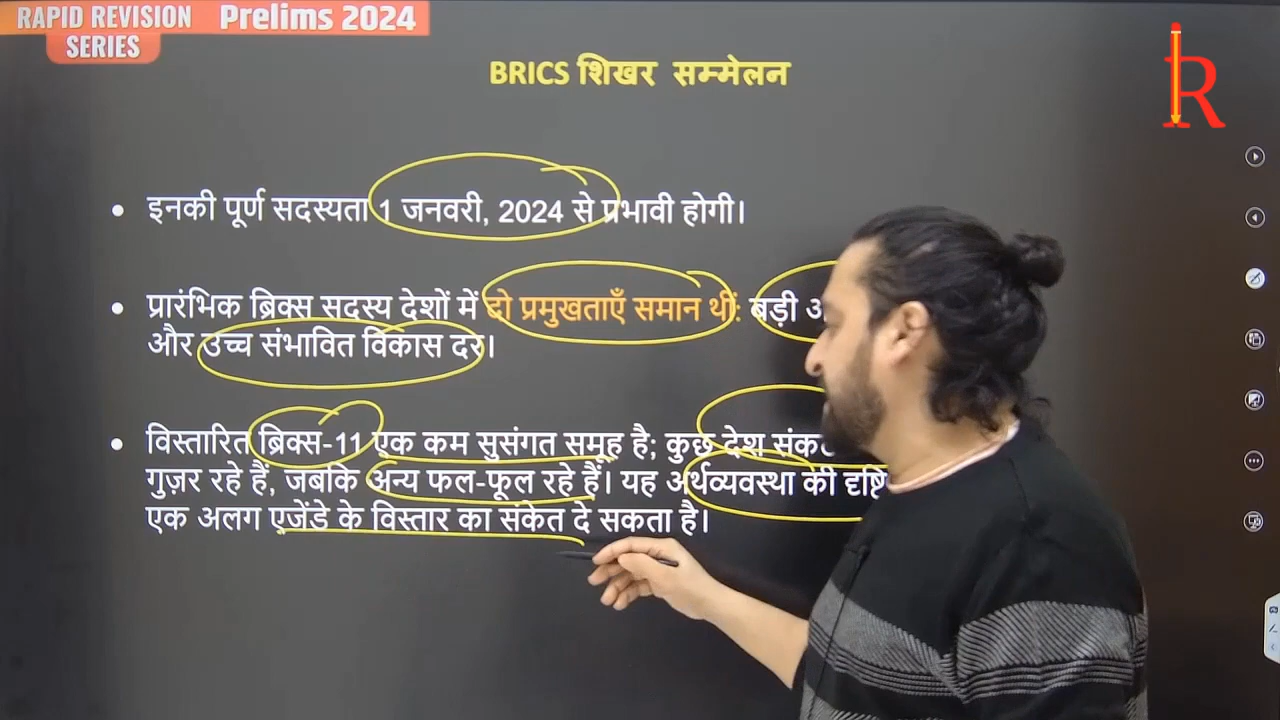 RAPID REVISION Prelims 2024
SERIES
R
BRICS शिखर सम्मेलन
इनकी पूर्ण सदस्यता 1 जनवरी, 2024 से प्रभावी होगी।
प्रारंभिक ब्रिक्स सदस्य देशों में दो प्रमुखताएँ समान थीं: बड़ी
और उच्च संभावित विकास दर।
विस्तारित ब्रिक्स-11 एक कम सुसंगत समूह है; कुछ देश
गुज़र रहे हैं, जबकि अन्य फल-फूल रहे हैं। यह अर्थव्यवस्था की
एक अलग एजेंडे के विस्तार का संकेत दे सकता है।